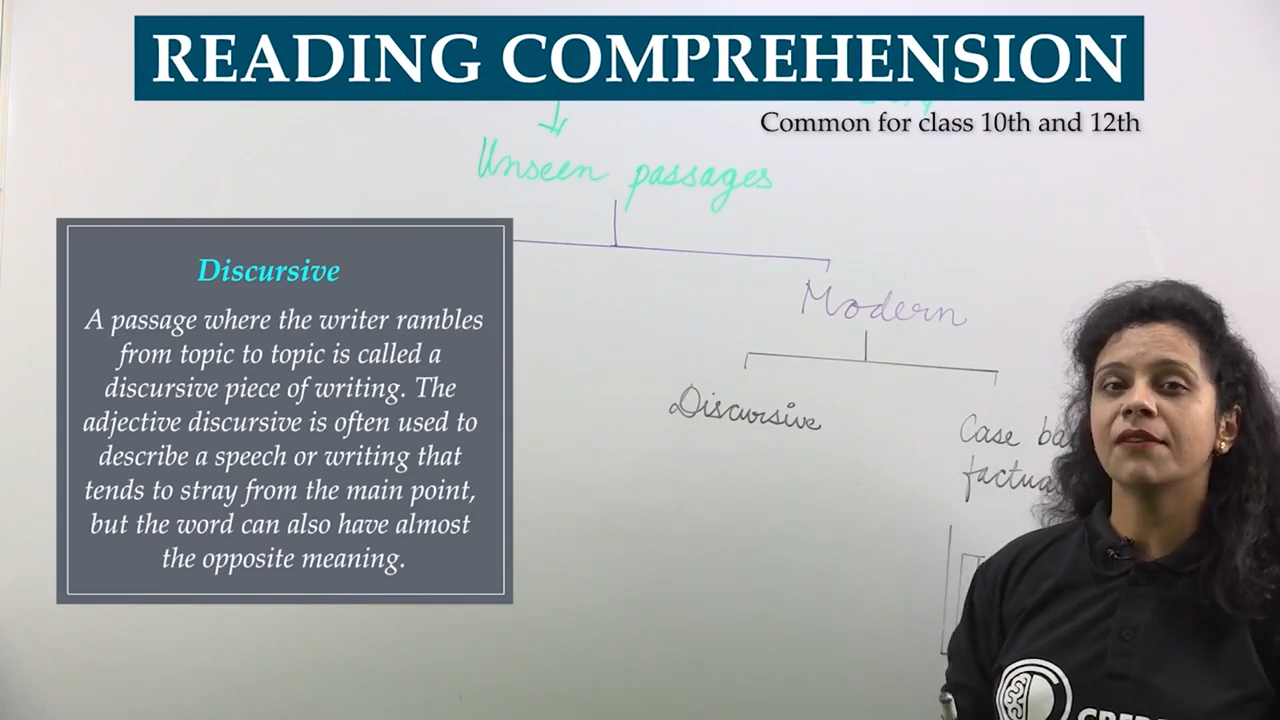 READING COMPREHENSION
Common for class 10th and 12th
Unseen passages
Discursive
A passage where the writer rambles
from topic to topic is called a
discursive piece of writing. The
adjective discursive is often used to
describe a speech or writing that
tends to stray from the main point,
but the word can also have almost
the opposite meaning.
Modern
Discursive
Case ba
factua